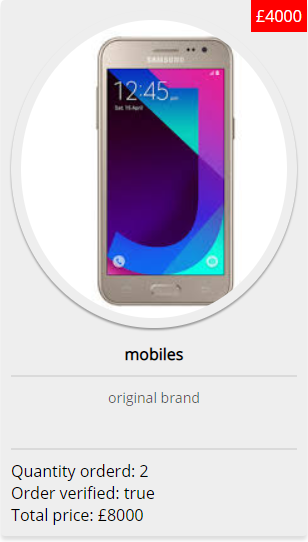 £4000
SAMSUNG
12:45 pm
Sat, 15 April
mobiles
original brand
Quantity orderd: 2
Order verified: true
Total price: £8000